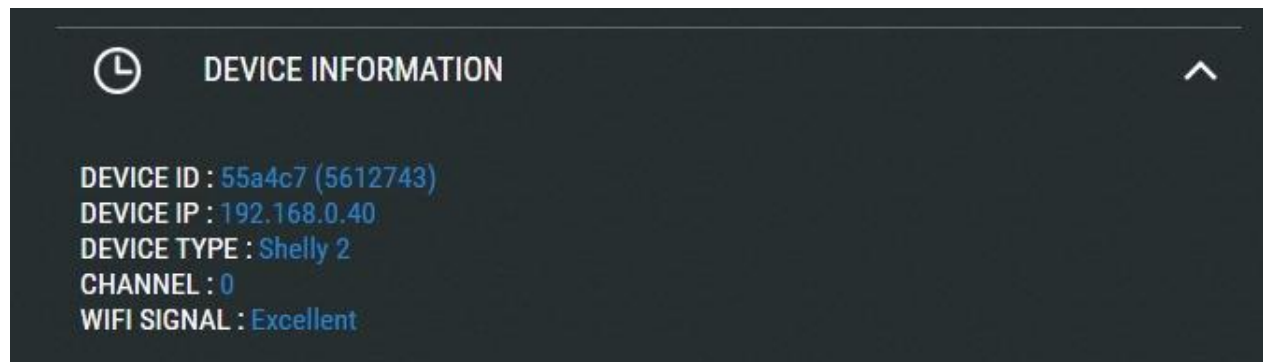 DEVICE INFORMATION
DEVICE ID : 55a4c7 (5612743)
DEVICE IP : 192.168.0.40
DEVICE TYPE : Shelly 2
CHANNEL : 0
WIFI SIGNAL : Excellent